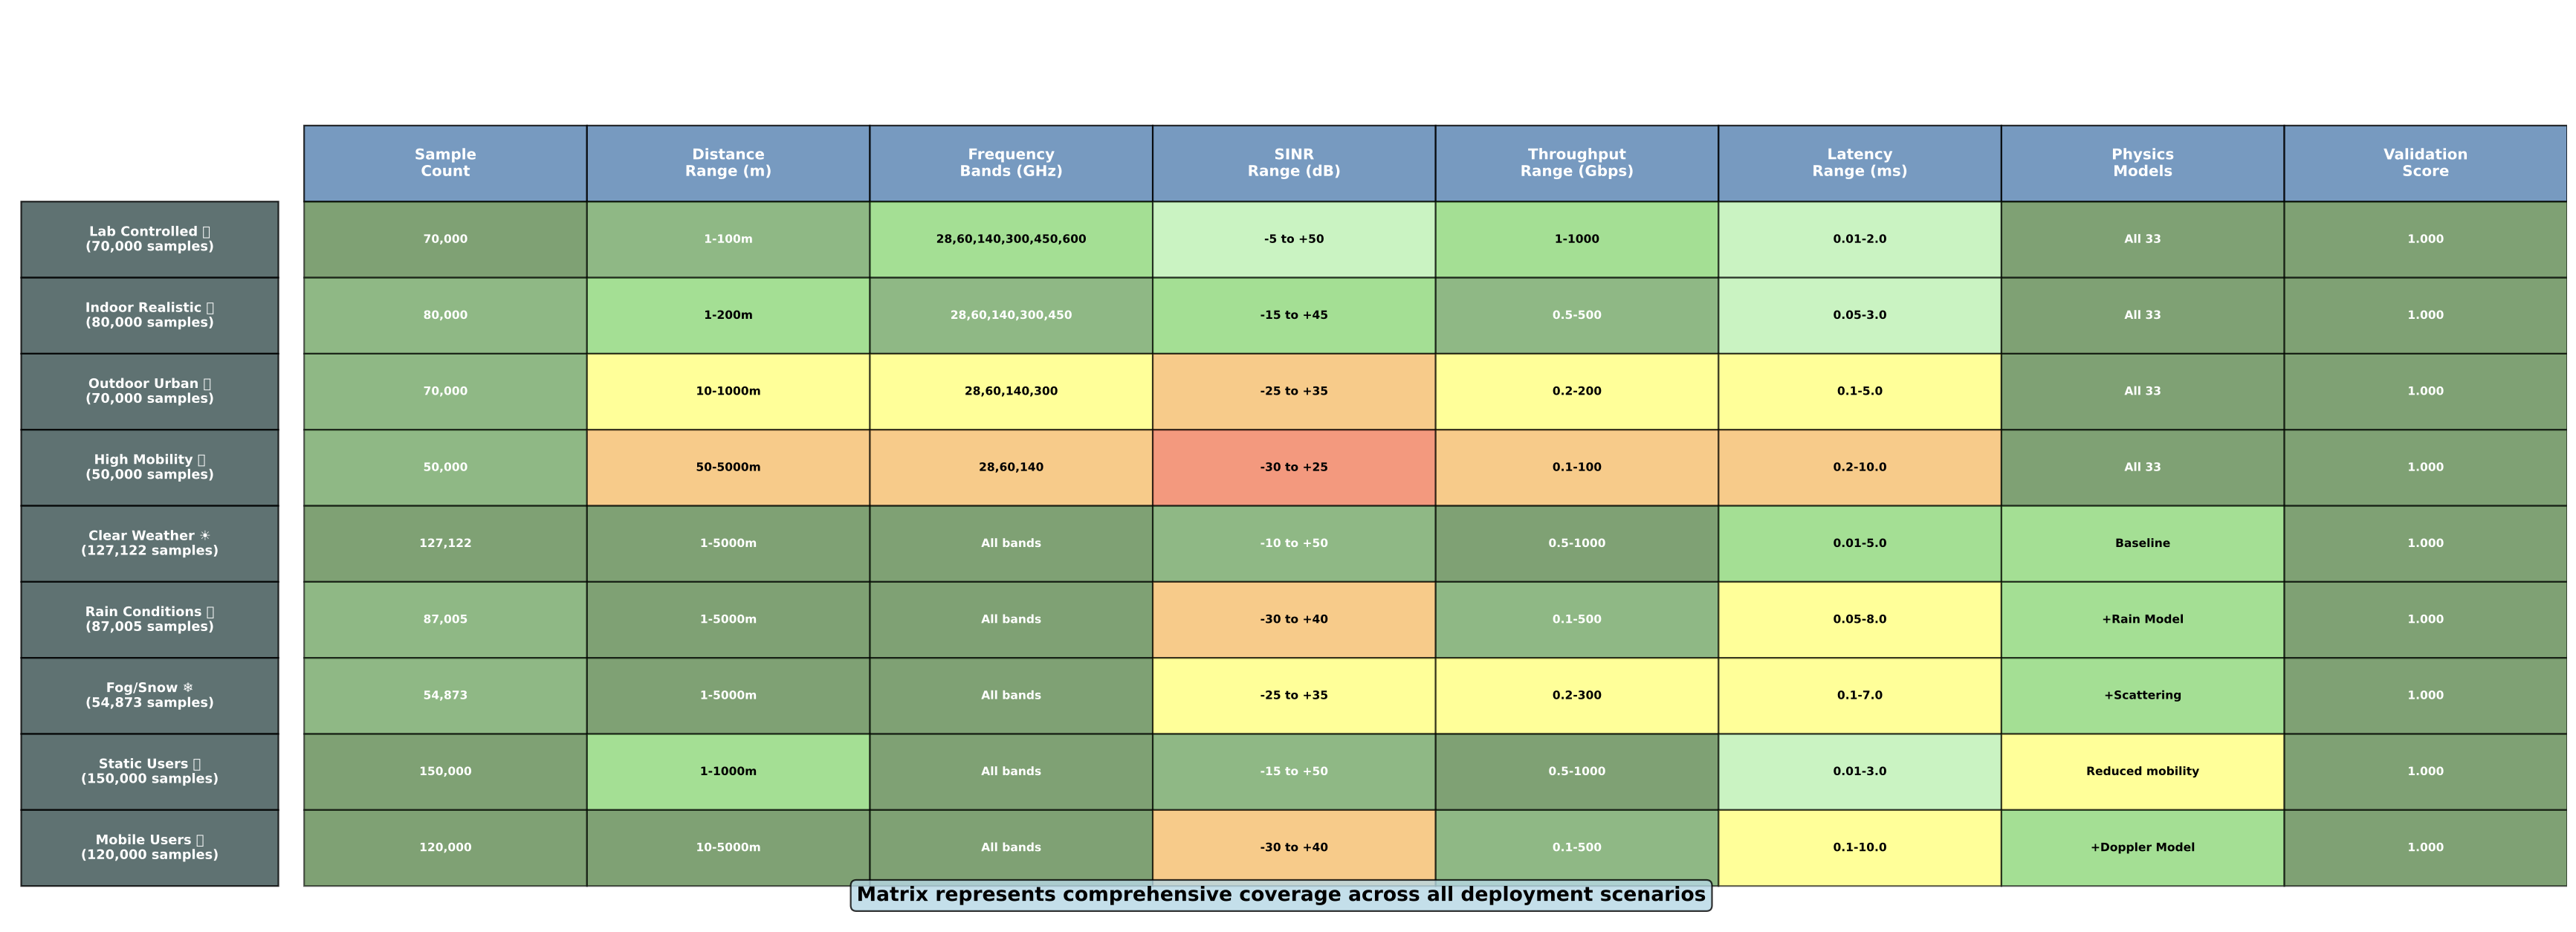 Sample
Count
Distance
Range (m)
Frequency
Bands (GHz)
SINR
Range (dB)
Throughput
Range (Gbps)
Latency
Range (ms)
Physics
Models
Validation
Score
Lab Controlled ▯
(70,000 samples)
70,000
1-100m
28,60,140,300,450,600
-5 to +50
1-1000
0.01-2.0
All 33
1.000
Indoor Realistic ▯
(80,000 samples)
80,000
1-200m
28,60,140,300,450
-15 to +45
0.5-500
0.05-3.0
All 33
1.000
Outdoor Urban ▯
(70,000 samples)
70,000
10-1000m
28,60,140,300
-25 to +35
0.2-200
0.1-5.0
All 33
1.000
High Mobility ▯
(50,000 samples)
50,000
50-5000m
28,60,140
-30 to +25
0.1-100
0.2-10.0
All 33
1.000
Clear Weather ☀
(127,122 samples)
127,122
1-5000m
All bands
-10 to +50
0.5-1000
0.01-5.0
Baseline
1.000
Rain Conditions ▯
(87,005 samples)
87,005
1-5000m
All bands
-30 to +40
0.1-500
0.05-8.0
+Rain Model
1.000
Fog/Snow ❄
(54,873 samples)
54,873
1-5000m
All bands
-25 to +35
0.2-300
0.1-7.0
+Scattering
1.000
Static Users ▯
(150,000 samples)
150,000
1-1000m
All bands
-15 to +50
0.5-1000
0.01-3.0
Reduced mobility
1.000
Mobile Users ▯
(120,000 samples)
120,000
10-5000m
All bands
-30 to +40
0.1-500
0.1-10.0
+Doppler Model
1.000
Matrix represents comprehensive coverage across all deployment scenarios